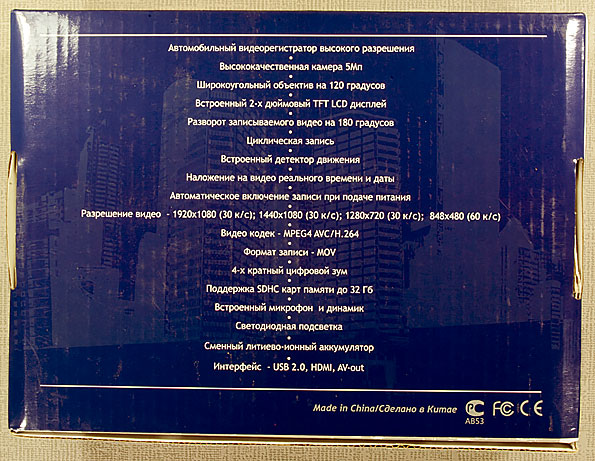 Автомобильный видеорегистратор высокого разрешения
Высококачественная камера 5Мп
Широкоугольный объектив на 120 градусов
Встроенный 2-х дюймовый TFT LCD дисплей
Разворот записываемого видео на 180 градусов
Циклическая запись
Встроенный детектор движения
Наложение на видео реального времени и даты
Автоматическое включение записи при подаче питания
Разрешение видео - 1920x1080 (30 к/с); 1440x1080 (30 к/с); 1280x720 (30 к/с); 848x480 (60 к/с)
Видео кодек - MPEG4 AVC/H.264
Формат записи - MOV
4-х кратный цифровой зум
Поддержка SDHC карт памяти до 32 Гб
Встроенный микрофон и динамик
Светодиодная подсветка
Сменный литиево-ионный аккумулятор
Интерфейс - USB 2.0, HDMI, AV-out
Made in China/Сделано в Китае
АВ53
FC CE